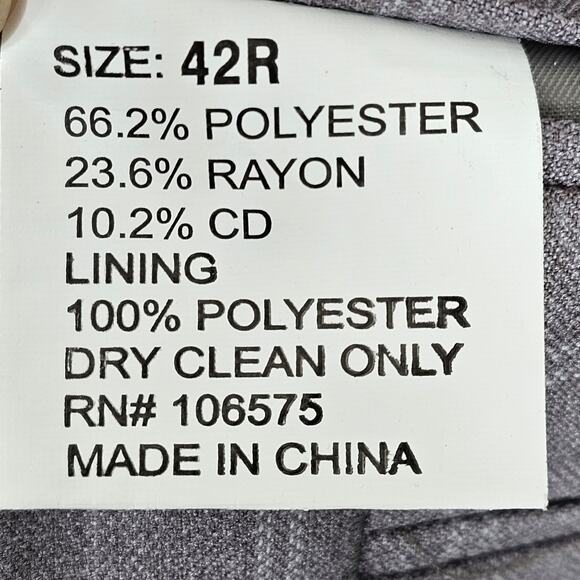 SIZE: 42R
66.2% POLYESTER
23.6% RAYON
10.2% CD
LINING
100% POLYESTER
DRY CLEAN ONLY
RN# 106575
MADE IN CHINA